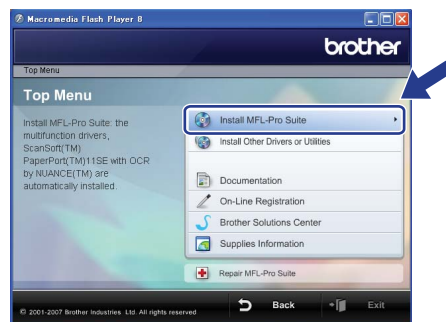 Macromedia Flash Player 8
brother
Top Menu
Top Menu
Install MFL-Pro Suite: the
multifunction drivers,
ScanSoft(TM)
PaperPort(TM)11SE with OCR
by NUANCE(TM) are
automatically installed.
Install MFL-Pro Suite
Install Other Drivers or Utilities
Documentation
On-Line Registration
Brother Solutions Center
Supplies Information
Repair MFL-Pro Suite
© 2001-2007 Brother Industries Ltd. All rights reserved
Back
Exit